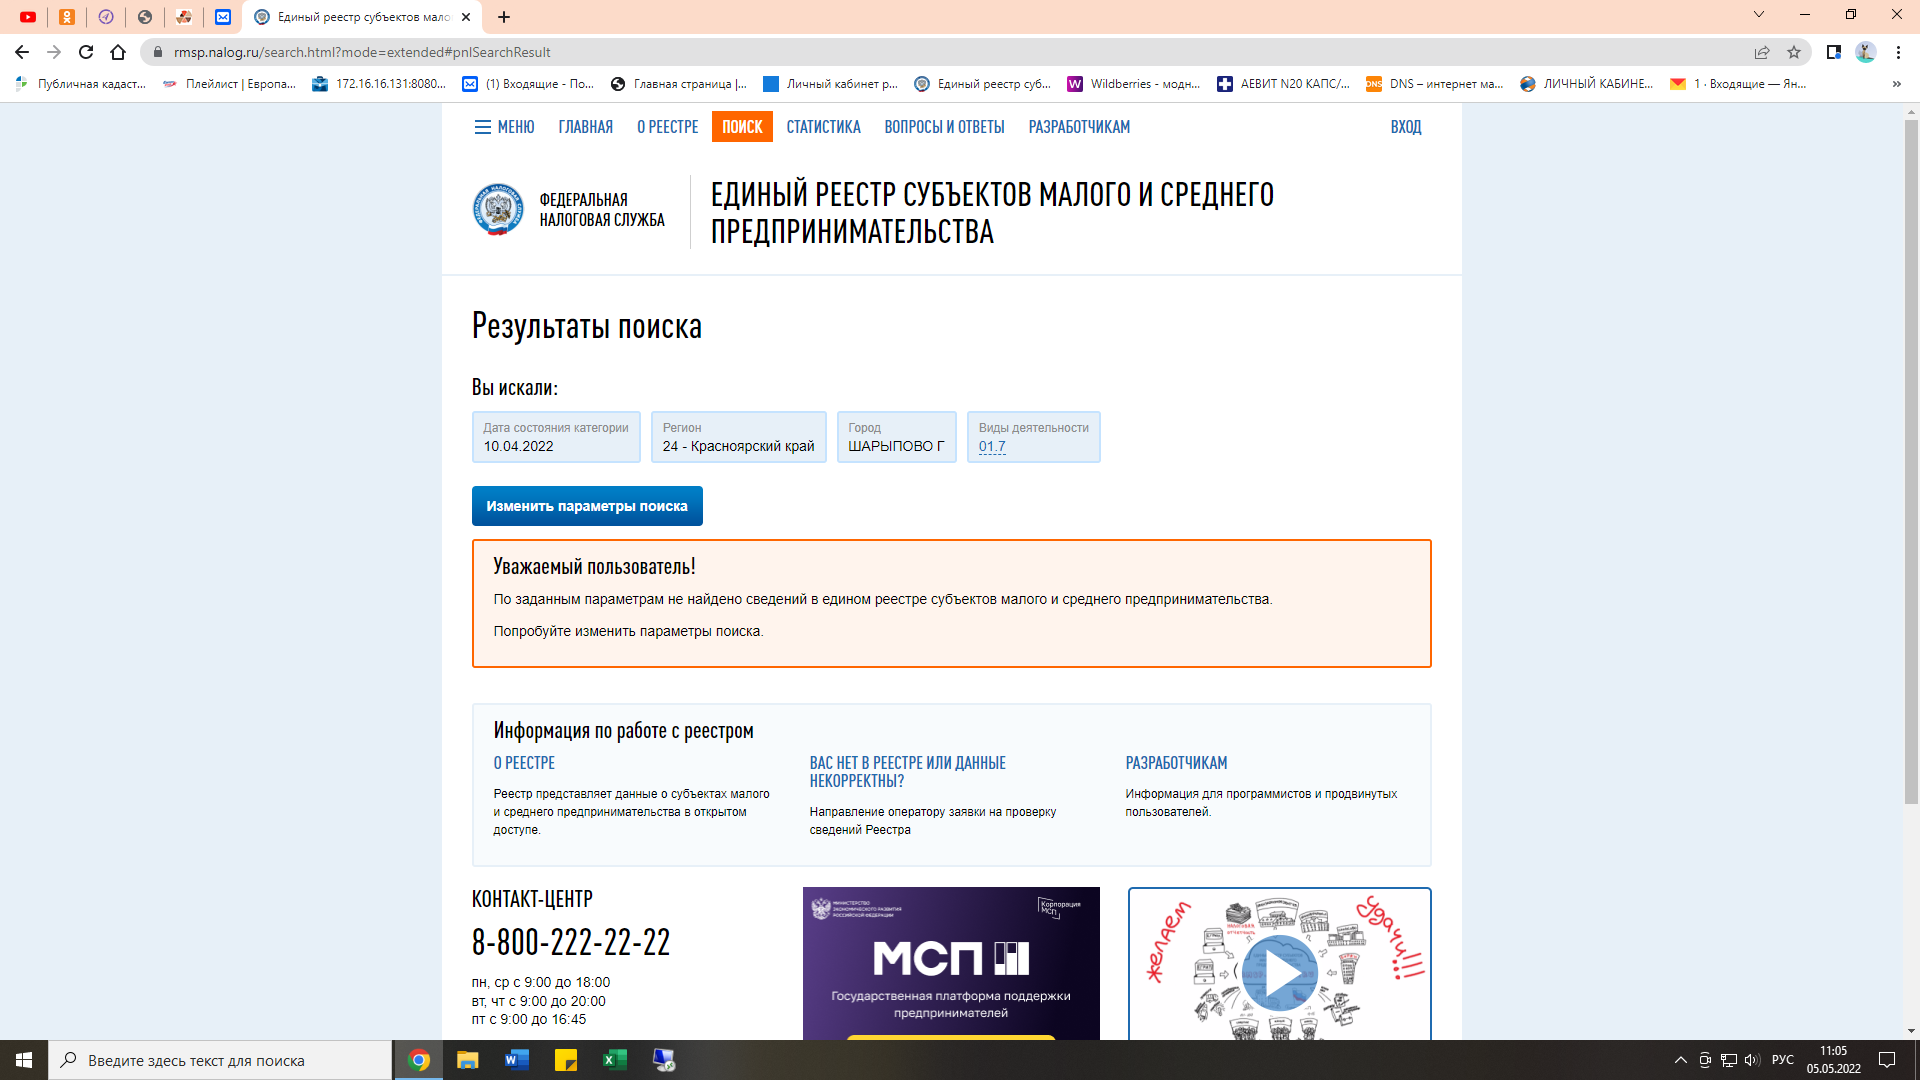 Единый реестр субъектов мало
rmsp.nalog.ru/search.html?mode=extended#pnlSearchResult
Публичная кадаст...
Плейлист | Европа...
172.16.16.131:8080...
(1) Входящие - По...
Главная страница |...
Личный кабинет р...
Единый реестр суб...
Wildberries - модн...
АЕВИТ N20 КАПС/...
DNS – интернет ма...
ЛИЧНЫЙ КАБИНЕ...
1 · Входящие — Ян...
МЕНЮ
ГЛАВНАЯ
О РЕЕСТРЕ
ПОИСК
СТАТИСТИКА
ВОПРОСЫ И ОТВЕТЫ
РАЗРАБОТЧИКАМ
ВХОД
ФЕДЕРАЛЬНАЯ
НАЛОГОВАЯ СЛУЖБА
ЕДИНЫЙ РЕЕСТР СУБЪЕКТОВ МАЛОГО И СРЕДНЕГО
ПРЕДПРИНИМАТЕЛЬСТВА
Результаты поиска
Вы искали:
Дата состояния категории
10.04.2022
Регион
24 - Красноярский край
Город
ШАРЫПОВО Г
Виды деятельности
01.7
Изменить параметры поиска
Уважаемый пользователь!
По заданным параметрам не найдено сведений в едином реестре субъектов малого и среднего предпринимательства.
Попробуйте изменить параметры поиска.
Информация по работе с реестром
О РЕЕСТРЕ
Реестр представляет данные о субъектах малого
и среднего предпринимательства в открытом
доступе.
ВАС НЕТ В РЕЕСТРЕ ИЛИ ДАННЫЕ
НЕКОРРЕКТНЫ?
Направление оператору заявки на проверку
сведений Реестра
РАЗРАБОТЧИКАМ
Информация для программистов и продвинутых
пользователей.
КОНТАКТ-ЦЕНТР
8-800-222-22-22
пн, ср с 9:00 до 18:00
вт, чт с 9:00 до 20:00
пт с 9:00 до 16:45
МИНИСТЕРСТВО
ЭКОНОМИЧЕСКОГО РАЗВИТИЯ
РОССИЙСКОЙ ФЕДЕРАЦИИ
Корпорация
МСП
МСП
Государственная платформа поддержки
предпринимателей
желаем
удачи!!!
Введите здесь текст для поиска
РУС
11:05
05.05.2022